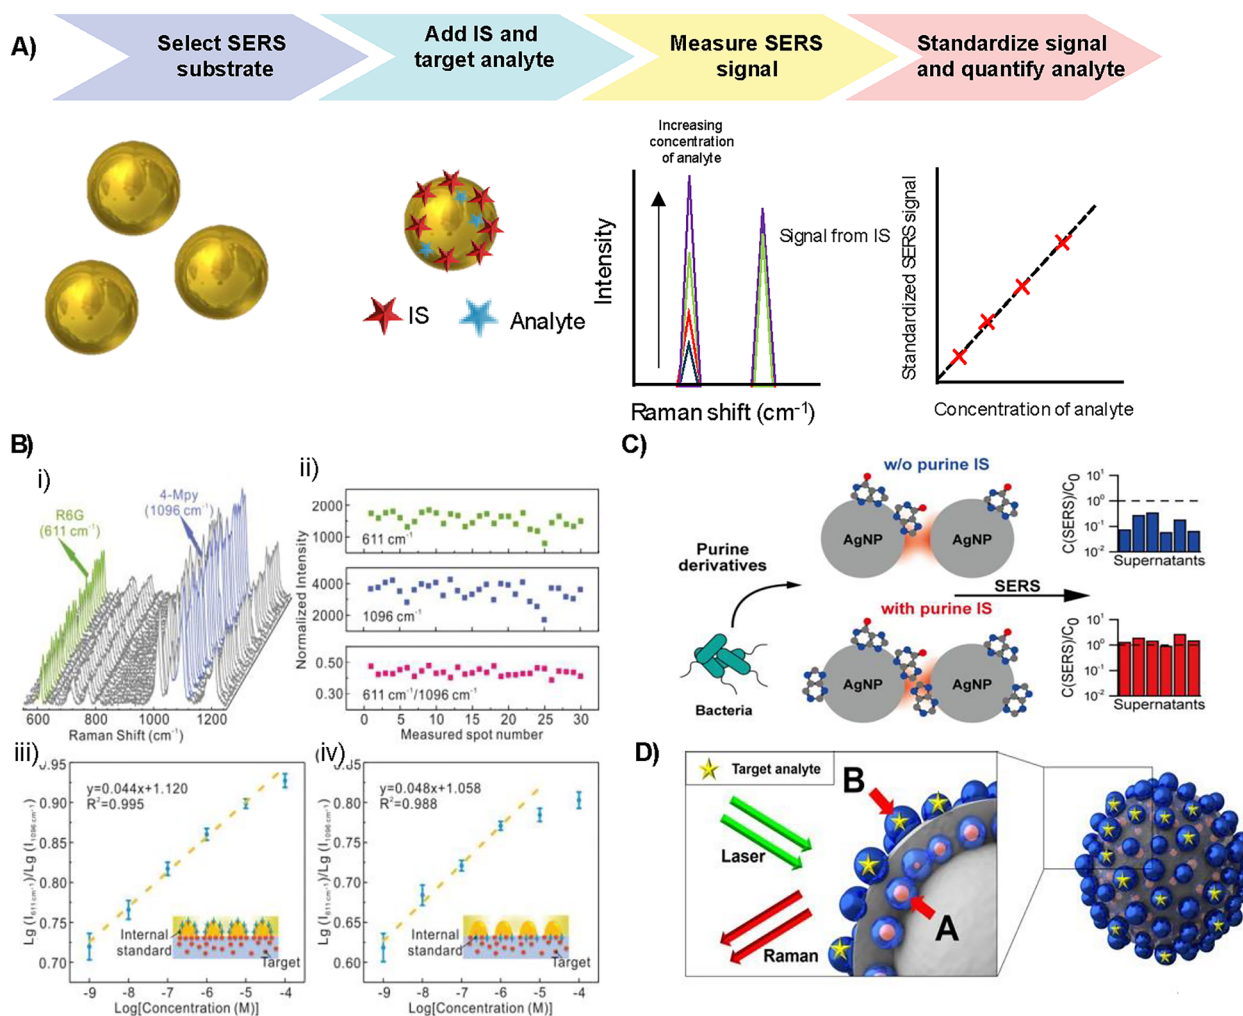 A)
Select SERS
substrate
Add IS and
target analyte
Measure SERS
signal
Standardize signal
and quantify analyte
IS
Analyte
Increasing
concentration
of analyte
Signal from IS
Intensity
Raman shift (cm⁻¹)
Standardized SERS signal
Concentration of analyte
B)
i)
R6G
(611 cm⁻¹)
4-Mpy
(1096 cm⁻¹)
600 800 1000 1200
Raman Shift (cm⁻¹)
ii)
Normalized Intensity
2000
1000
611 cm⁻¹
4000
2000
1096 cm⁻¹
0.50
0.30
611 cm⁻¹/1096 cm⁻¹
0 5 10 15 20 25 30
Measured spot number
iii)
Lg (I611 cm⁻¹)/Lg (I1096 cm⁻¹)
0.95
0.90
0.85
0.80
0.75
0.70
y=0.044x+1.120
R²=0.995
Internal
standard
Target
-9 -8 -7 -6 -5 -4
Log[Concentration (M)]
iv)
Lg (I611 cm⁻¹)/Lg (I1096 cm⁻¹)
0.80
0.75
0.70
0.65
0.60
y=0.048x+1.058
R²=0.988
Internal
standard
Target
-9 -8 -7 -6 -5 -4
Log[Concentration (M)]
C)
w/o purine IS
AgNP
AgNP
Purine
derivatives
SERS
with purine IS
AgNP
AgNP
Bacteria
C(SERS)/C₀
10¹
10⁰
10⁻¹
10⁻²
Supernatants
C(SERS)/C₀
10¹
10⁰
10⁻¹
10⁻²
Supernatants
D)
Target analyte
B
Laser
A
Raman